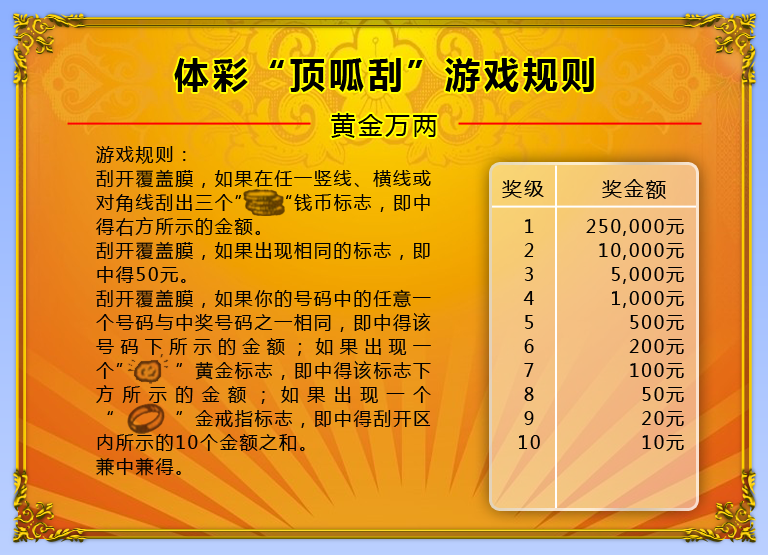 体彩“顶呱刮”游戏规则
黄金万两
游戏规则：
刮开覆盖膜，如果在任一竖线、横线或
对角线刮出三个“ ”钱币标志，即中
得右方所示的金额。
刮开覆盖膜，如果出现相同的标志，即
中得50元。
刮开覆盖膜，如果你的号码中的任意一
个号码与中奖号码之一相同，即中得该
号码下所示的金额；如果出现一
个“ ”黄金标志，即中得该标志下
方所示的金额；如果出现一个
“ ”金戒指标志，即中得刮开区
内所示的10个金额之和。
兼中兼得。
奖级 奖金额
1 250,000元
2 10,000元
3 5,000元
4 1,000元
5 500元
6 200元
7 100元
8 50元
9 20元
10 10元